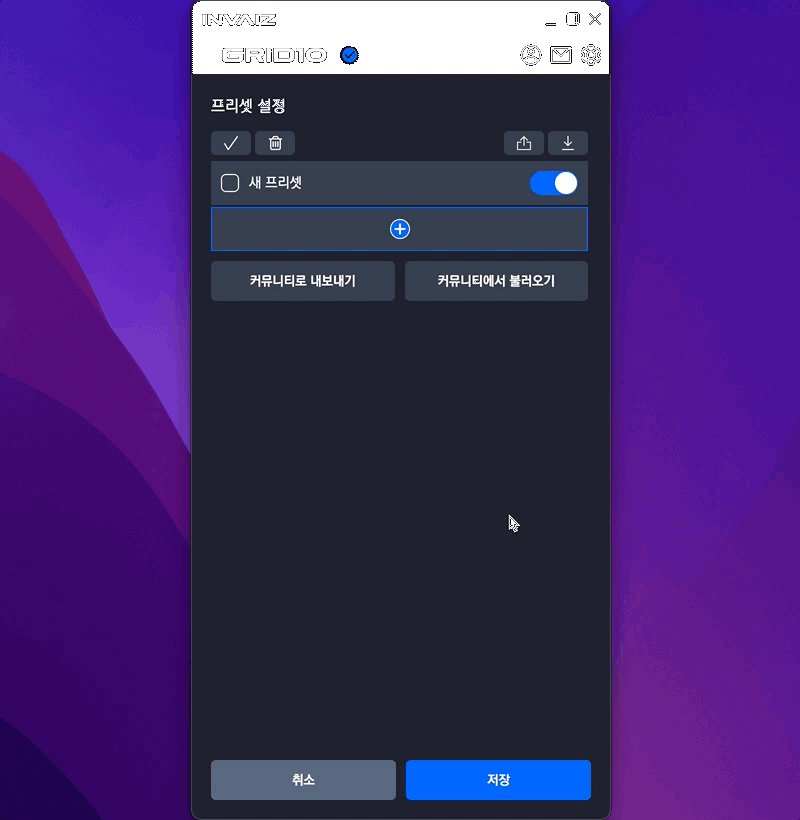 INVAIZ
GRID10
프리셋 설정
새 프리셋
커뮤니티로 내보내기
커뮤니티에서 불러오기
취소
저장